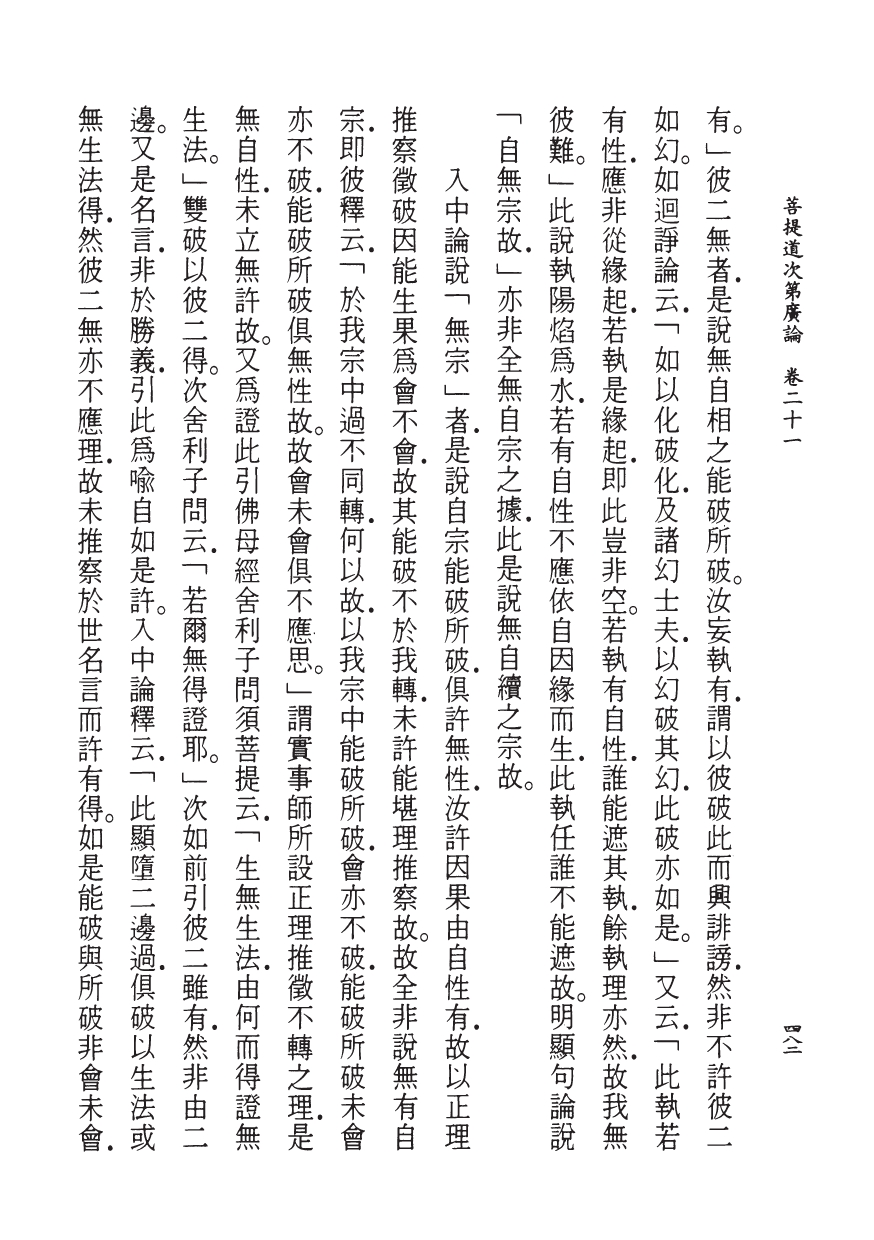 菩提道次第廣論　卷二十一
四八二
有。」彼二無者．是說無自相之能破所破。汝妄執有．謂以彼破此而興誹謗．然非不許彼二
如幻。如迴諍論云．「如以化破化．及諸幻士夫．以幻破其幻．此破亦如是。」又云．「此執若
有性．應非從緣起．若執是緣起．即此豈非空。若執有自性．誰能遮其執．餘執理亦然．故我無
彼難。」此說執陽焰爲水．若有自性不應依自因緣而生．此執任誰不能遮故。明顯句論說
「自無宗故．」亦非全無自宗之據．此是說無自續之宗故。
入中論說「無宗」者．是說自宗能破所破．俱許無性．汝許因果由自性有．故以正理
推察徵破因能生果爲會不會．故其能破不於我轉．未許能堪理推察故。故全非說無有自
宗．即彼釋云．「於我宗中過不同轉．何以故．以我宗中能破所破．會亦不破．能破所破未會
亦不破．能破所破俱無性故。故會未會俱不應思。」謂實事師所設正理推徵不轉之理．是
無自性．未立無許故。又爲證此引佛母經舍利子問須菩提云．「生無生法．由何而得證無
生法。」雙破以彼二得。次舍利子問云．「若爾無得證耶。」次如前引彼二雖有．然非由二
邊。又是名言．非於勝義．引此爲喩自如是許。入中論釋云．「此顯墮二邊過．俱破以生法或
無生法得．然彼二無亦不應理．故未推察於世名言而許有得。如是能破與所破非會未會．